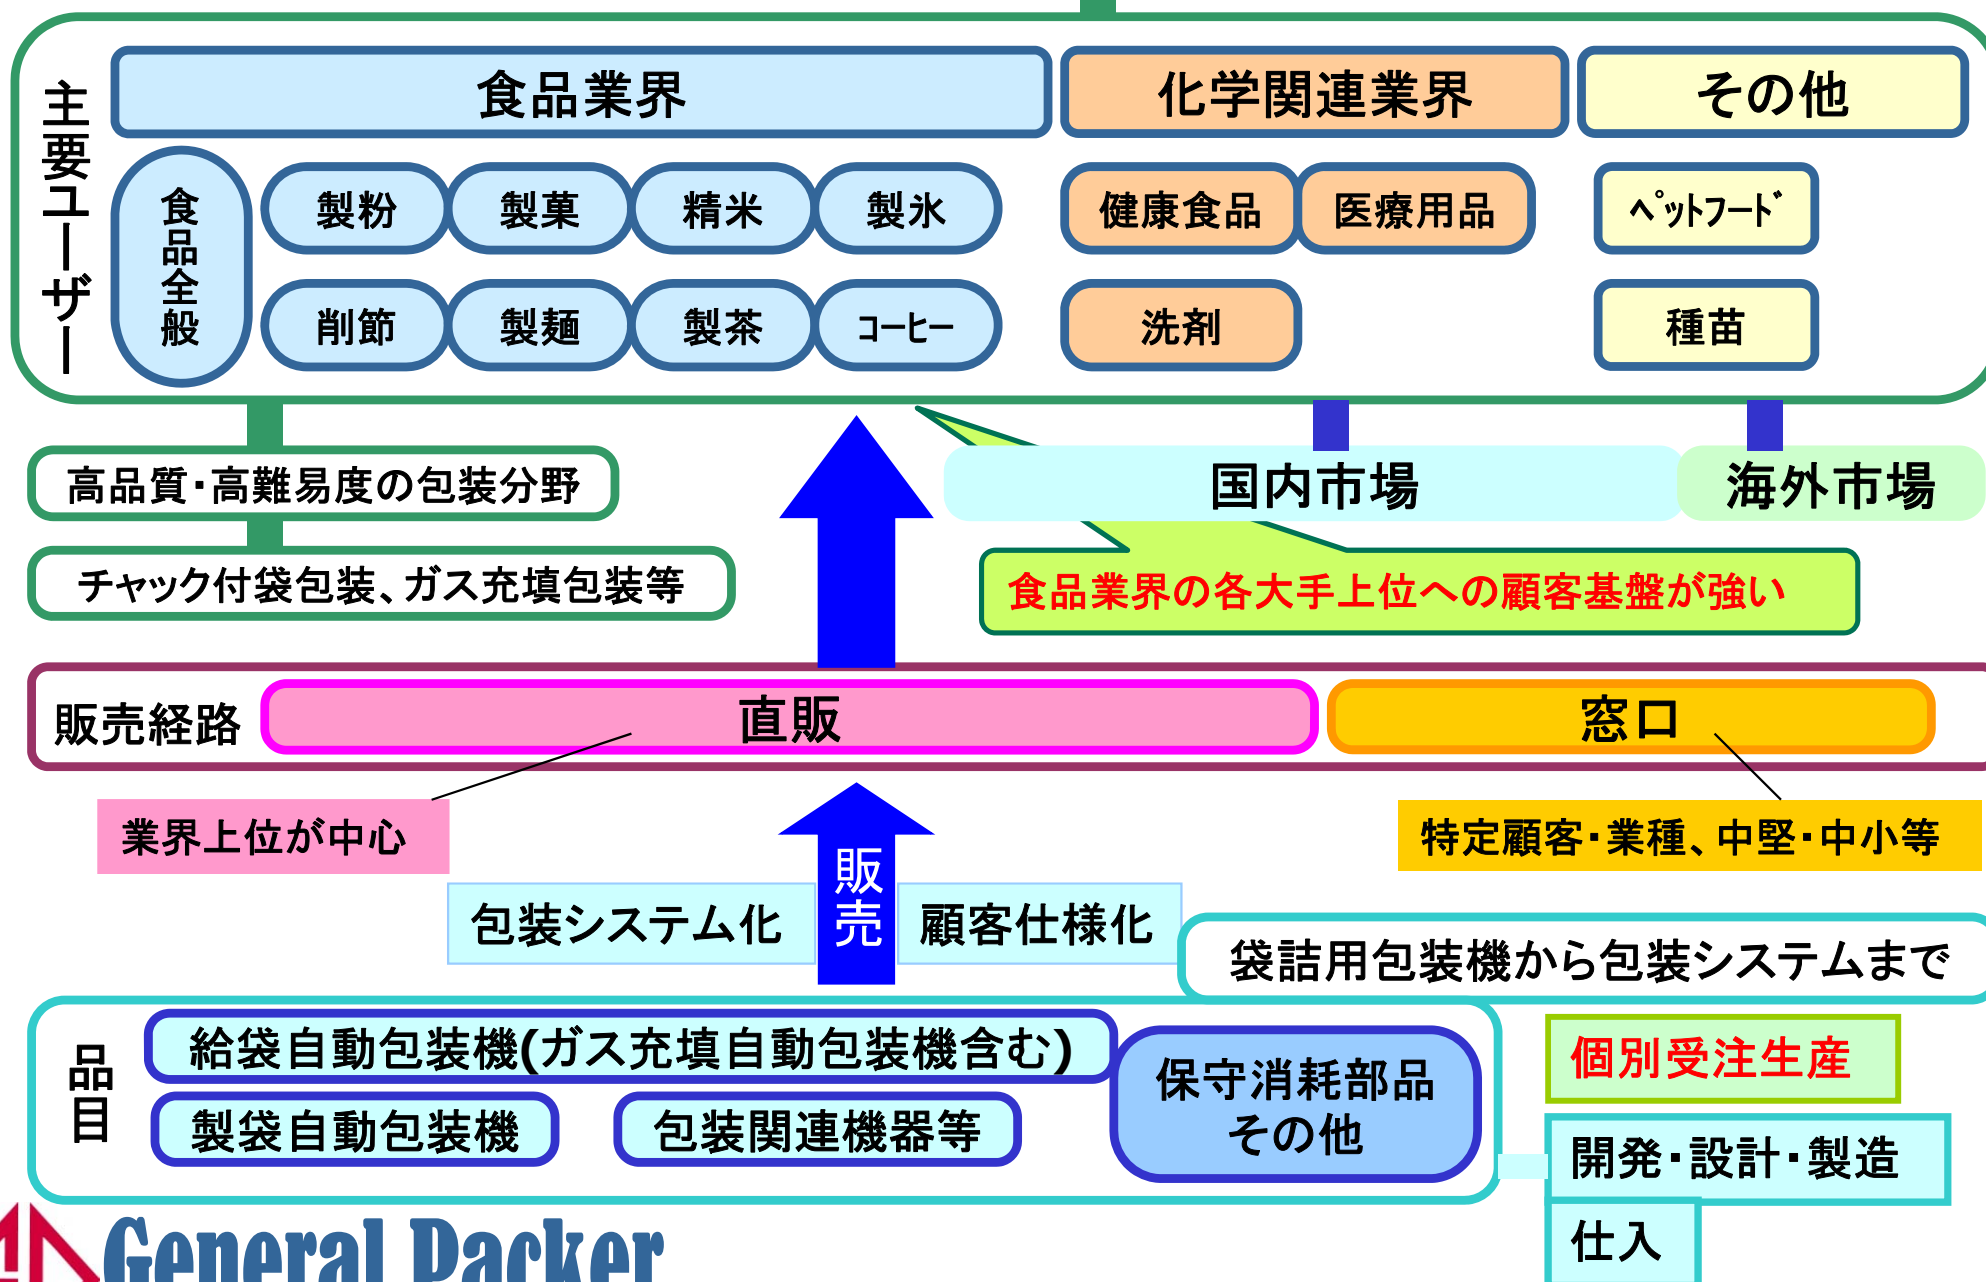 主要ユーザー
食品業界
化学関連業界
その他
食品全般
製粉
製菓
精米
製氷
健康食品
医療用品
ﾍﾟｯﾄフｰﾄﾞ
削節
製麺
製茶
ｺｰﾋｰ
洗剤
種苗
高品質・高難易度の包装分野
国内市場
海外市場
チャック付袋包装、ガス充填包装等
食品業界の各大手上位への顧客基盤が強い
販売経路
直販
窓口
業界上位が中心
特定顧客・業種、中堅・中小等
包装システム化
販売
顧客仕様化
袋詰用包装機から包装システムまで
品目
給袋自動包装機(ガス充填自動包装機含む)
製袋自動包装機
包装関連機器等
保守消耗部品
その他
個別受注生産
開発・設計・製造
仕入
General Packer